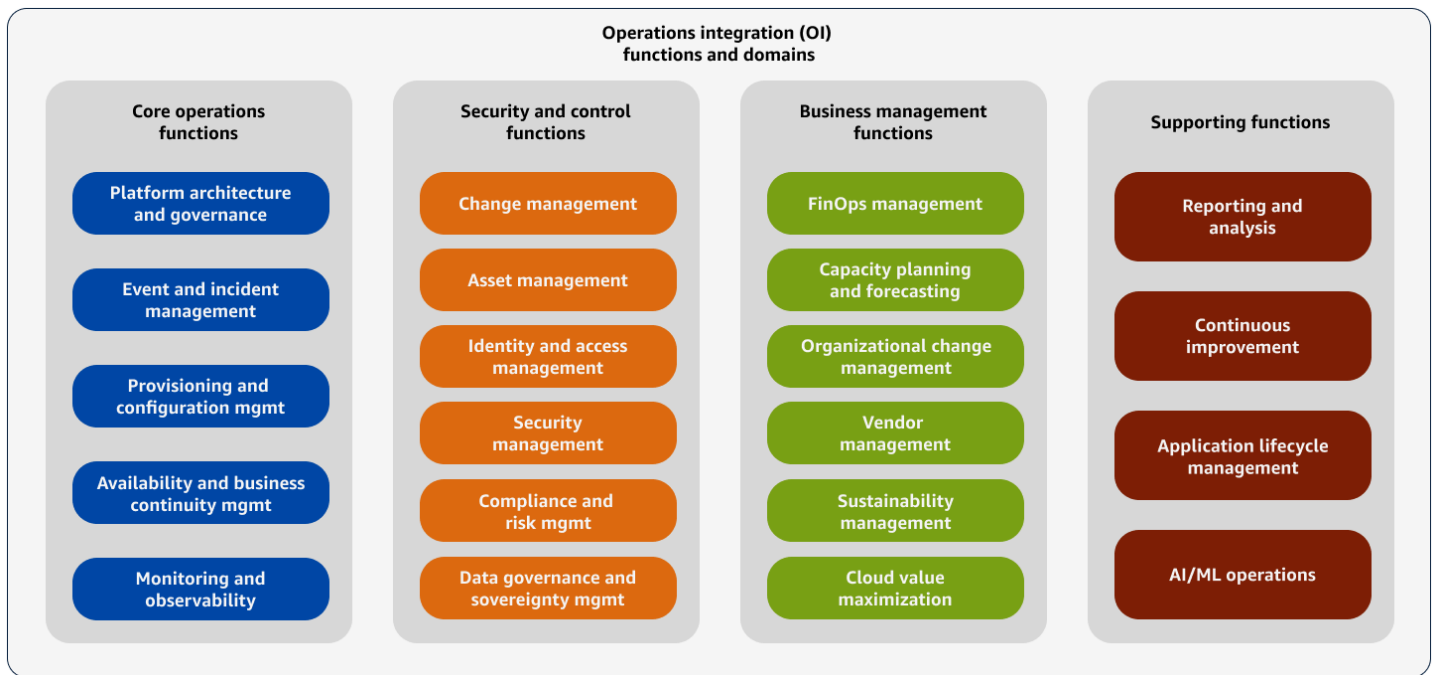 Operations integration (OI)
functions and domains
Core operations
functions
Platform architecture
and governance
Event and incident
management
Provisioning and
configuration mgmt
Availability and business
continuity mgmt
Monitoring and
observability
Security and control
functions
Change management
Asset management
Identity and access
management
Security
management
Compliance and
risk mgmt
Data governance and
sovereignty mgmt
Business management
functions
FinOps management
Capacity planning
and forecasting
Organizational change
management
Vendor
management
Sustainability
management
Cloud value
maximization
Supporting functions
Reporting and
analysis
Continuous
improvement
Application lifecycle
management
AI/ML operations